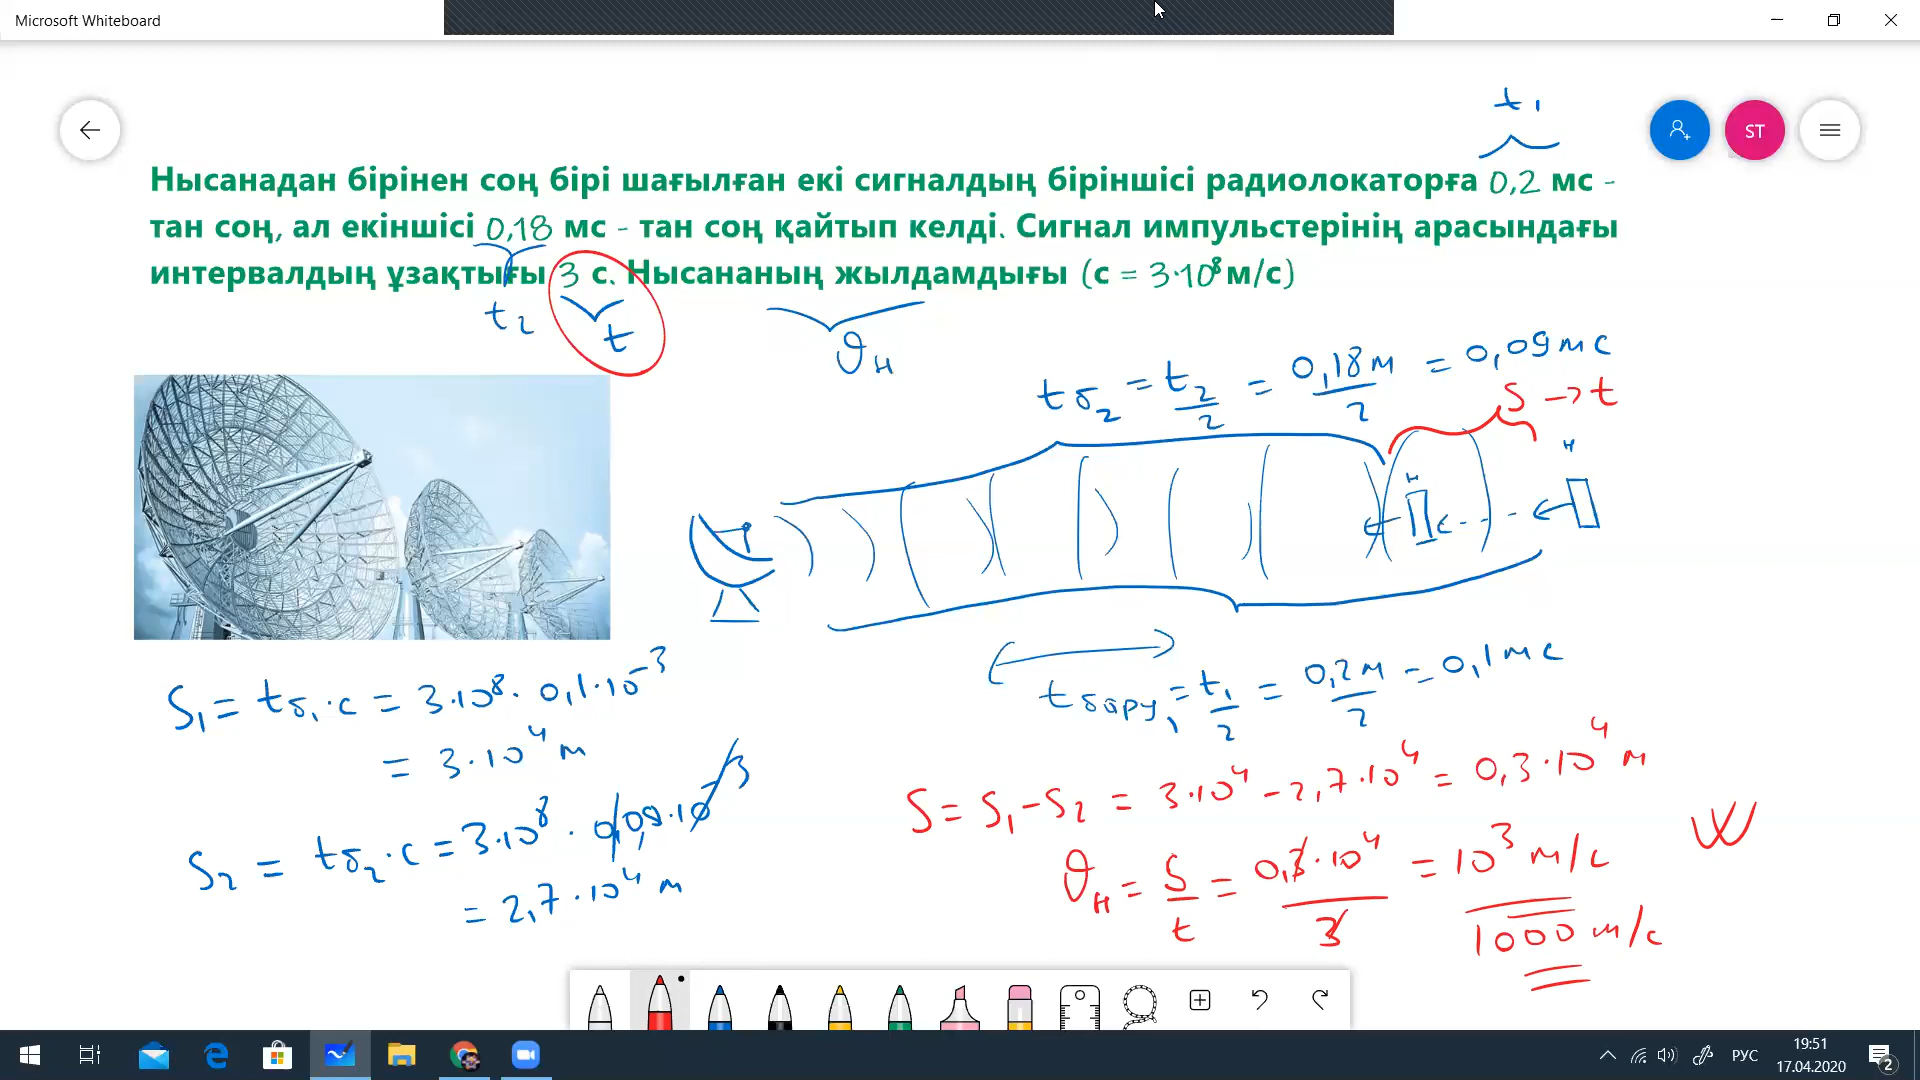 Microsoft Whiteboard
t₁
ST
Нысанадан бірінен соң бірі шағылған екі сигналдың біріншісі радиолокаторға 0,2 мс -
тан соң, ал екіншісі 0,18 мс - тан соң қайтып келді. Сигнал импульстерінің арасындағы
интервалдың ұзақтығы 3 с. Нысананың жылдамдығы (с = 3·10⁸м/с)
t₂
t
ϑн
tб₂ = t₂/2 = 0,18м/2 = 0,09мс
S → t
н
н
tбару₁ = t₁/2 = 0,2м/2 = 0,1мс
S₁ = tб₁·c = 3·10⁸·0,1·10⁻³
= 3·10⁴ м
S₂ = tб₂·c = 3·10⁸·0,09·10⁻³
= 2,7·10⁴ м
S = S₁ - S₂ = 3·10⁴ - 2,7·10⁴ = 0,3·10⁴ м
ϑн = S/t = 0,3·10⁴/3 = 10³ м/с
1000 м/с
РУС
19:51
17.04.2020
2